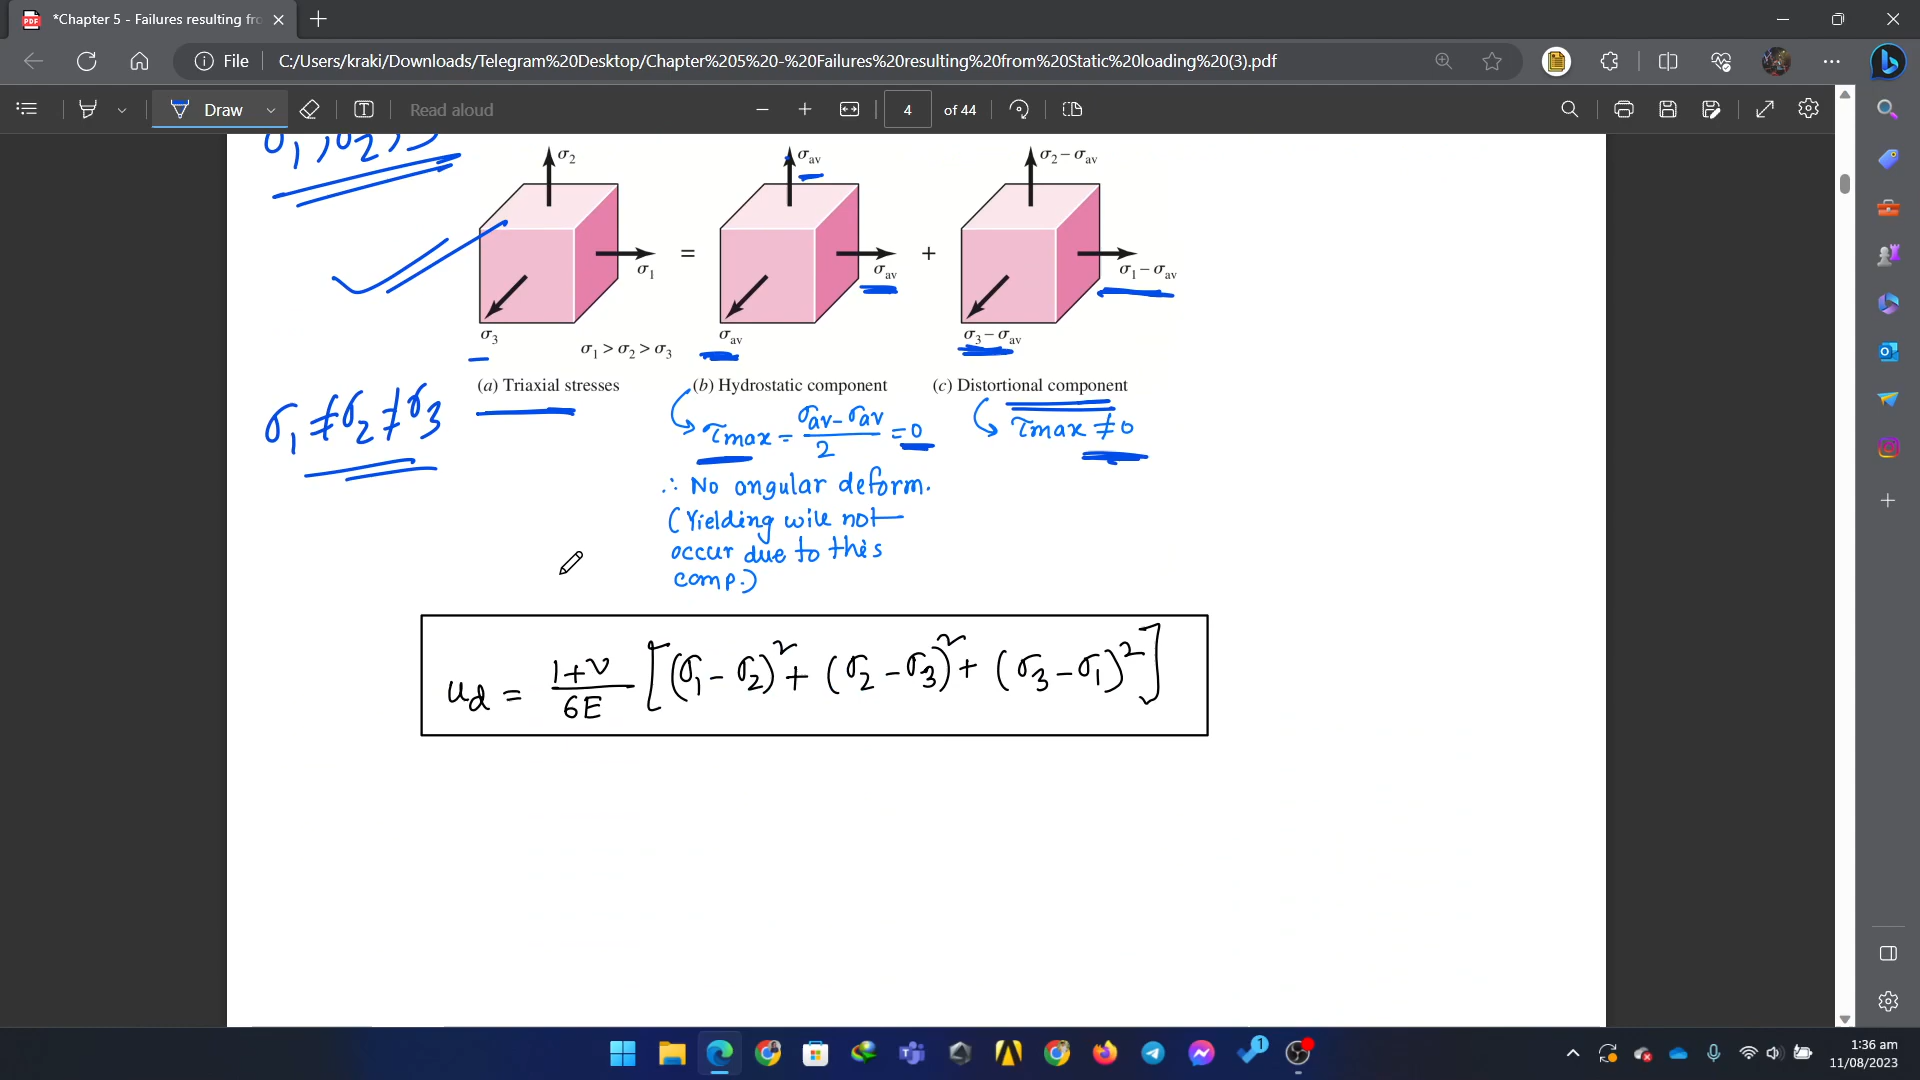 *Chapter 5 - Failures resulting fro
File
C:/Users/kraki/Downloads/Telegram%20Desktop/Chapter%205%20-%20Failures%20resulting%20from%20Static%20loading%20(3).pdf
Draw
Read aloud
4 of 44
σ1, σ2,
σ2
σav
σ2 − σav
= +
σ1
σav
σ1 − σav
σ3
σav
σ3 − σav
σ1 > σ2 > σ3
(a) Triaxial stresses
(b) Hydrostatic component
(c) Distortional component
σ1 ≠ σ2 ≠ σ3
τmax = (σav − σav)/2 = 0
τmax ≠ 0
∴ No angular deform.
(Yielding will not
occur due to this
comp.)
ud = (1+ν)/6E [(σ1 − σ2)² + (σ2 − σ3)² + (σ3 − σ1)²]
1
1:36 am
11/08/2023